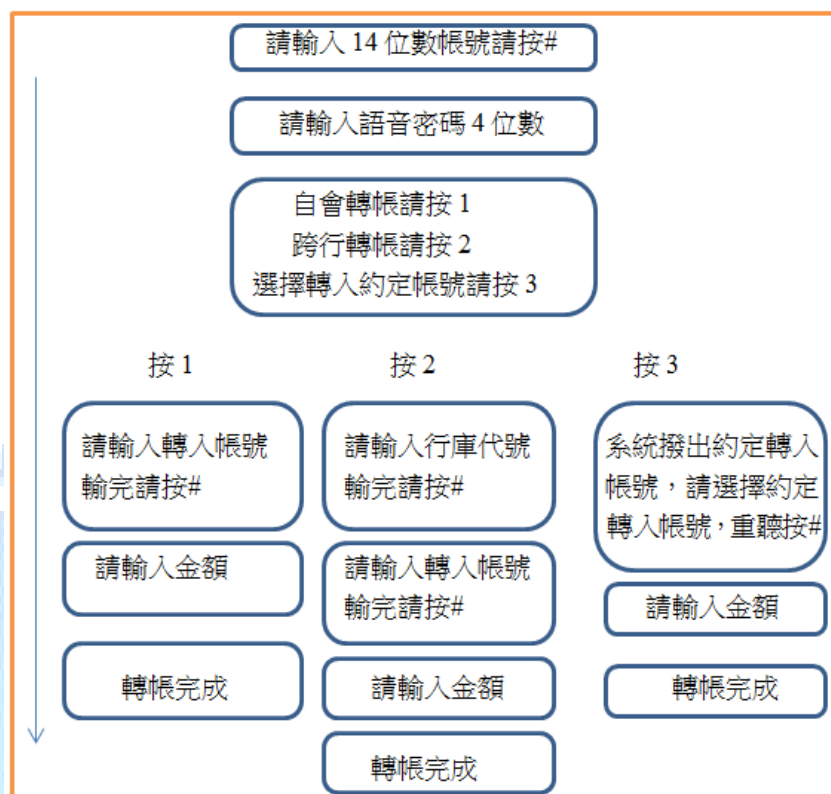 請輸入 14 位數帳號請按#
請輸入語音密碼 4 位數
自會轉帳請按 1
跨行轉帳請按 2
選擇轉入約定帳號請按 3
按 1
請輸入轉入帳號
輸完請按#
請輸入金額
轉帳完成
按 2
請輸入行庫代號
輸完請按#
請輸入轉入帳號
輸完請按#
請輸入金額
轉帳完成
按 3
系統撥出約定轉入
帳號，請選擇約定
轉入帳號，重聽按#
請輸入金額
轉帳完成